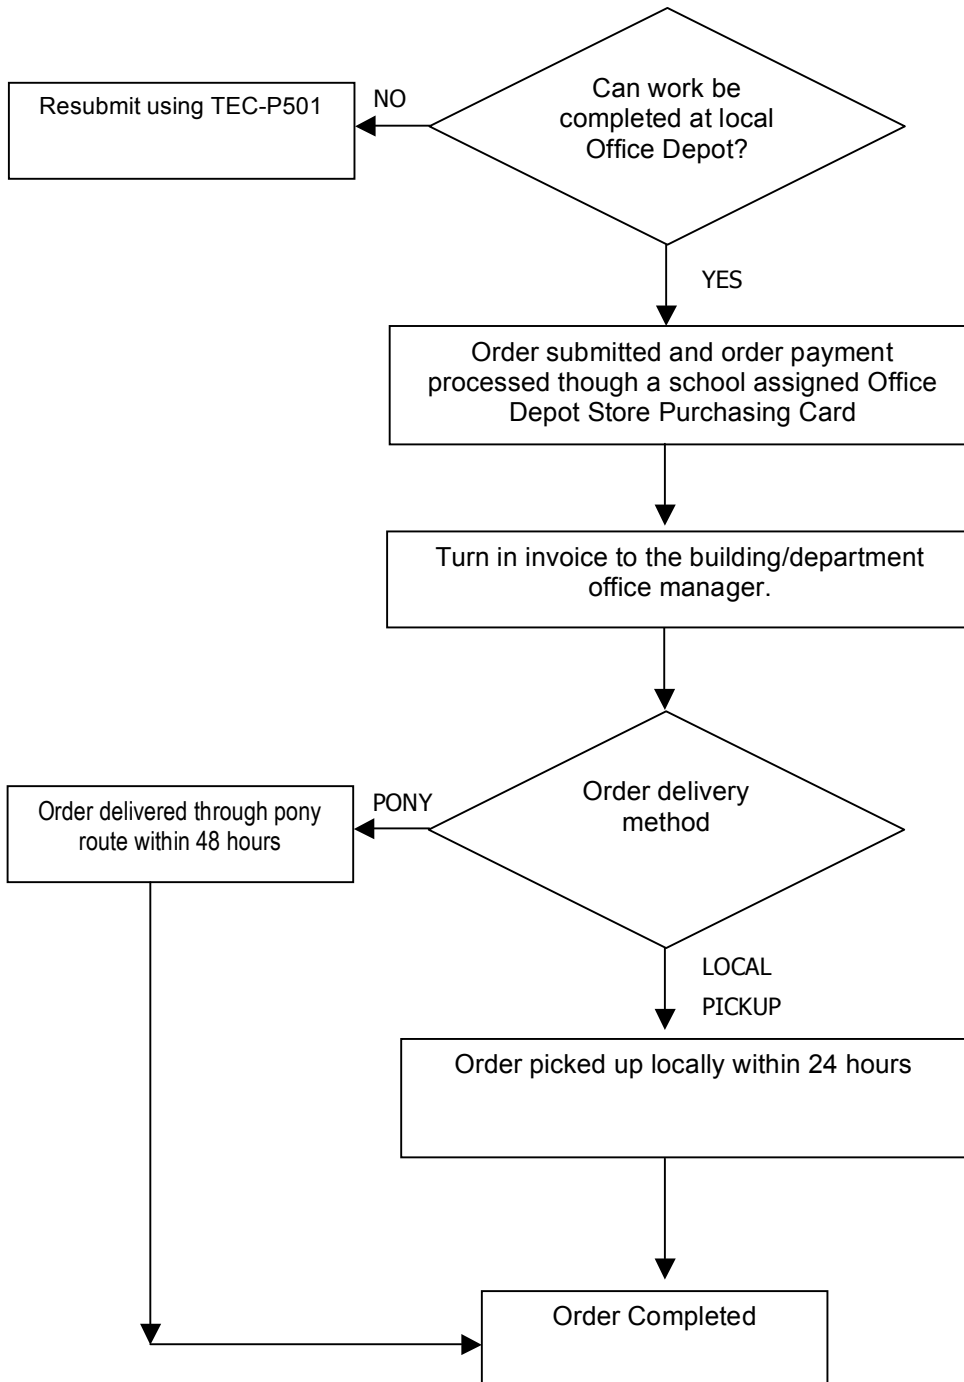 Can work be
completed at local
Office Depot?
NO
Resubmit using TEC-P501
YES
Order submitted and order payment
processed though a school assigned Office
Depot Store Purchasing Card
Turn in invoice to the building/department
office manager.
Order delivery
method
PONY
Order delivered through pony
route within 48 hours
LOCAL
PICKUP
Order picked up locally within 24 hours
Order Completed